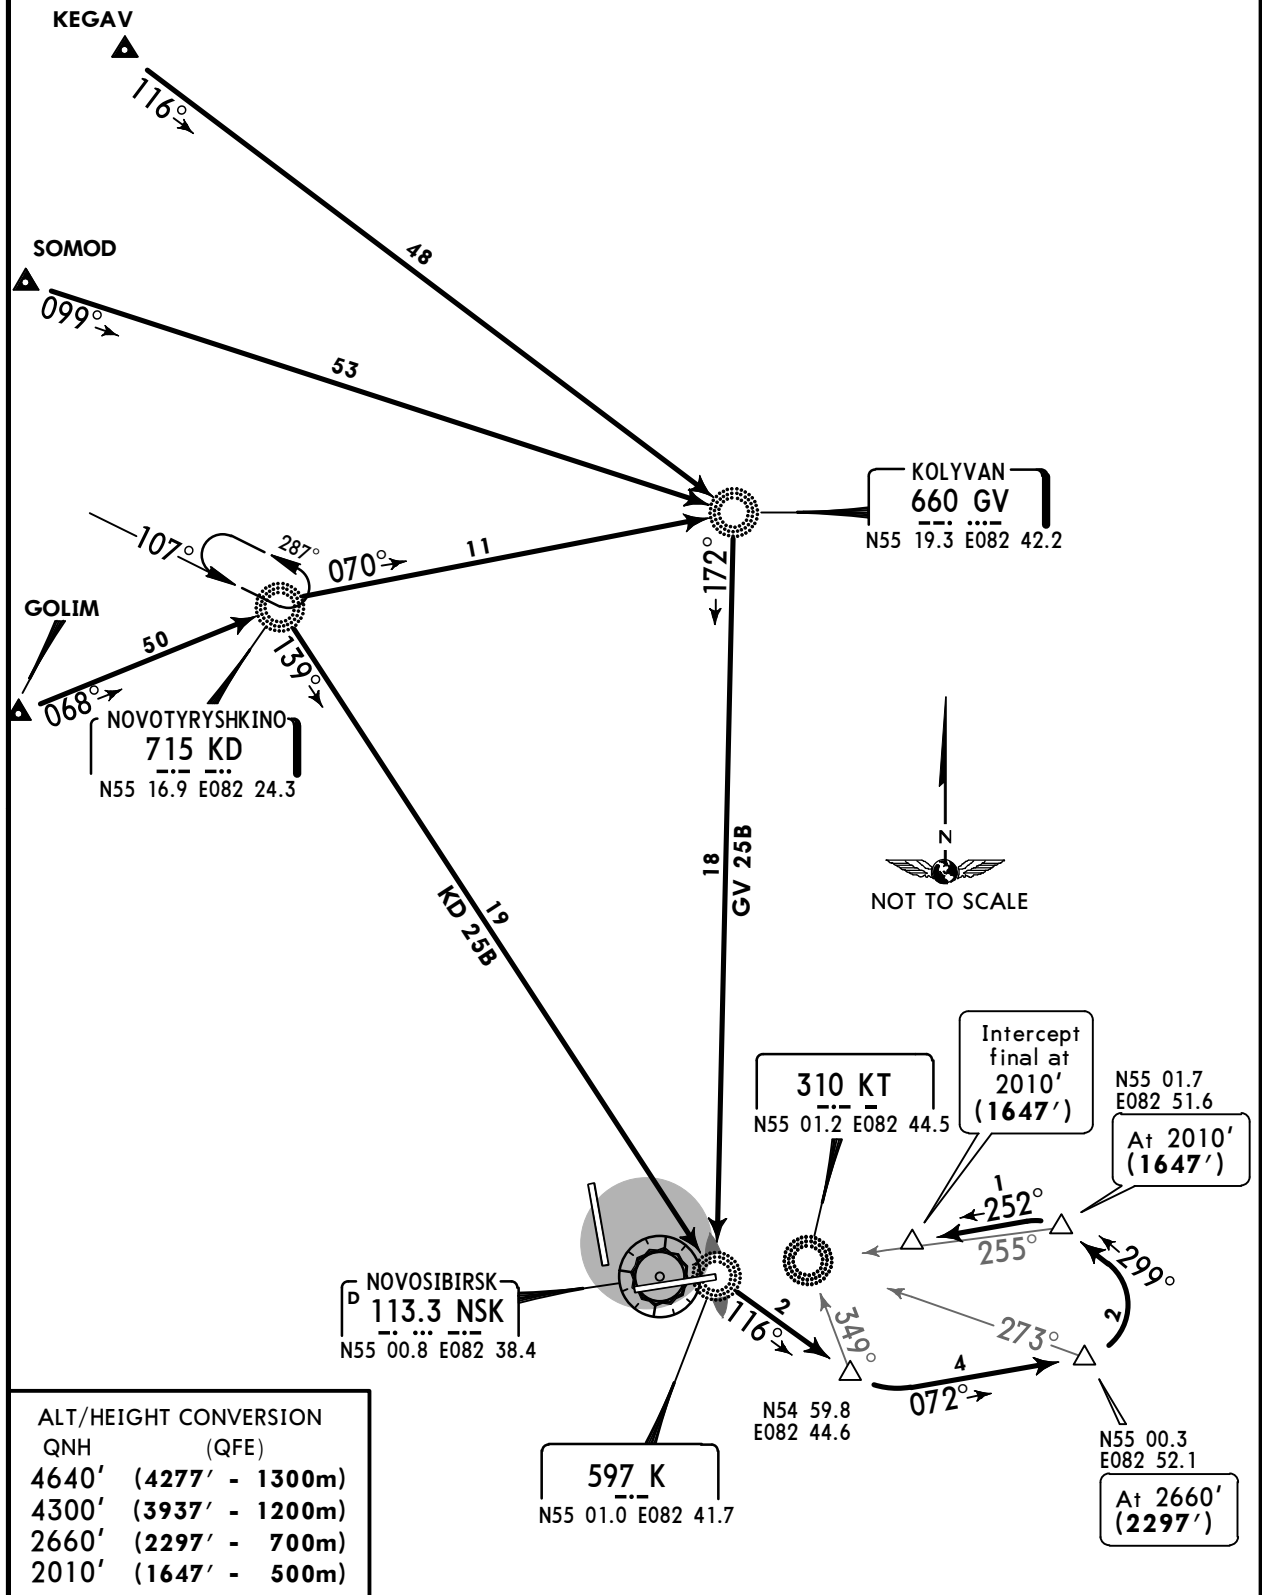 KEGAV
116°
48
SOMOD
099°
53
KOLYVAN
660 GV
N55 19.3 E082 42.2
107°
287°
070°
11
172°
GOLIM
50
068°
139°
NOVOTYRYSHKINO
715 KD
N55 16.9 E082 24.3
18
GV 25B
19
KD 25B
N
NOT TO SCALE
Intercept
final at
2010'
(1647')
310 KT
N55 01.2 E082 44.5
N55 01.7
E082 51.6
At 2010'
(1647')
1
252°
255°
299°
2
NOVOSIBIRSK
D 113.3 NSK
N55 00.8 E082 38.4
2
116°
349°
273°
4
072°
N54 59.8
E082 44.6
N55 00.3
E082 52.1
At 2660'
(2297')
597 K
N55 01.0 E082 41.7
ALT/HEIGHT CONVERSION
QNH (QFE)
4640' (4277' - 1300m)
4300' (3937' - 1200m)
2660' (2297' - 700m)
2010' (1647' - 500m)